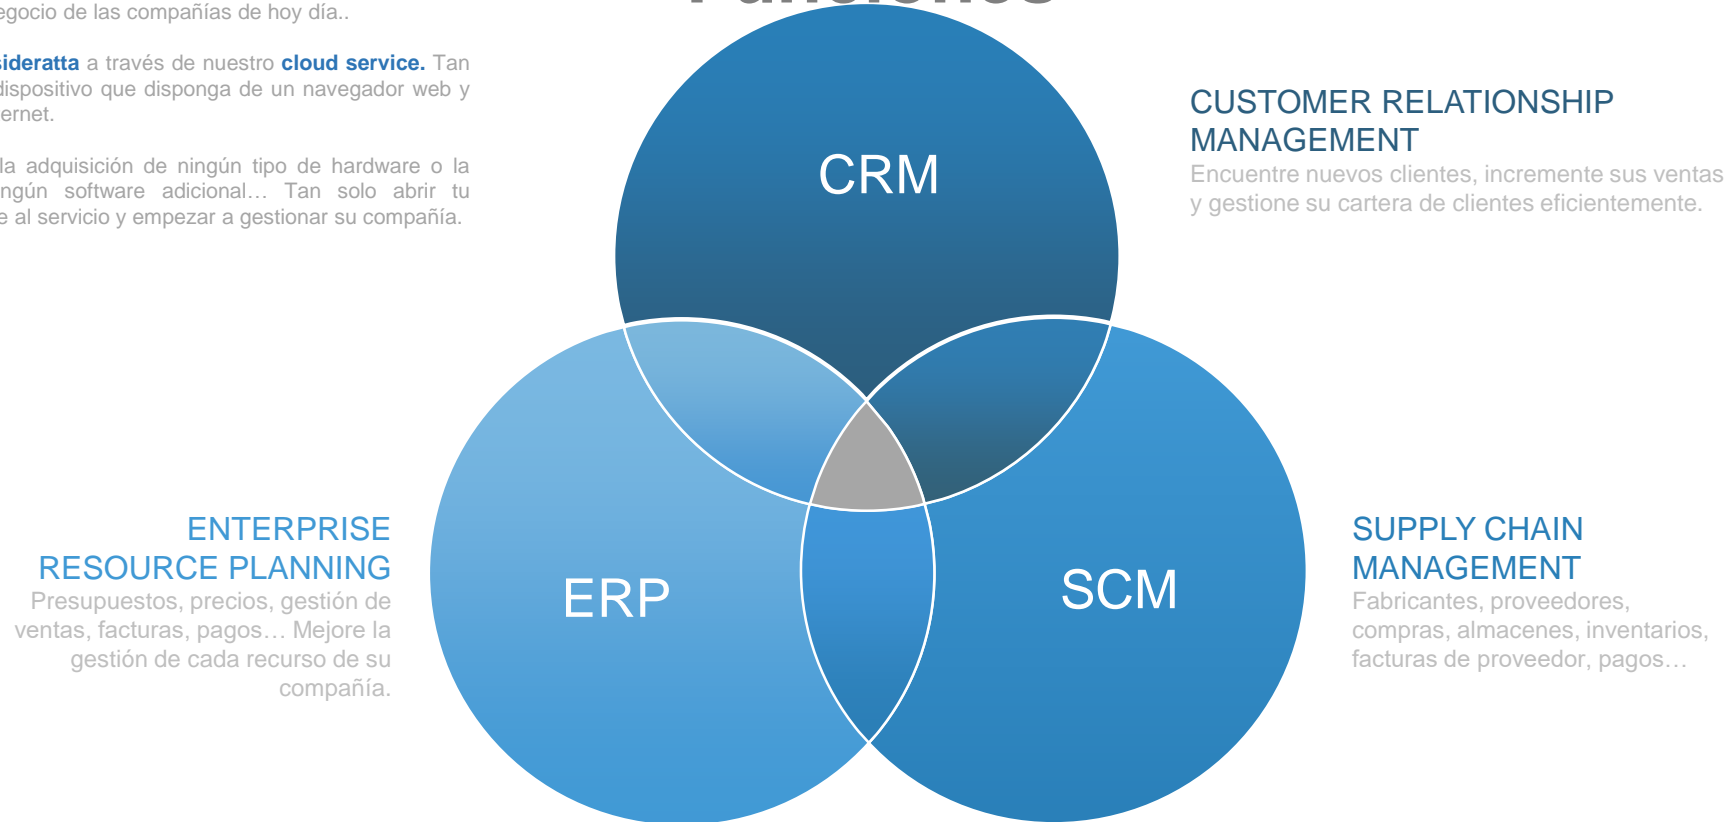 Funciones
egocio de las compañías de hoy día..
sideratta a través de nuestro cloud service. Tan
dispositivo que disponga de un navegador web y
ernet.
la adquisición de ningún tipo de hardware o la
ingún software adicional… Tan solo abrir tu
e al servicio y empezar a gestionar su compañía.
CRM
CUSTOMER RELATIONSHIP
MANAGEMENT
Encuentre nuevos clientes, incremente sus ventas
y gestione su cartera de clientes eficientemente.
ENTERPRISE
RESOURCE PLANNING
Presupuestos, precios, gestión de
ventas, facturas, pagos… Mejore la
gestión de cada recurso de su
compañía.
ERP
SCM
SUPPLY CHAIN
MANAGEMENT
Fabricantes, proveedores,
compras, almacenes, inventarios,
facturas de proveedor, pagos…